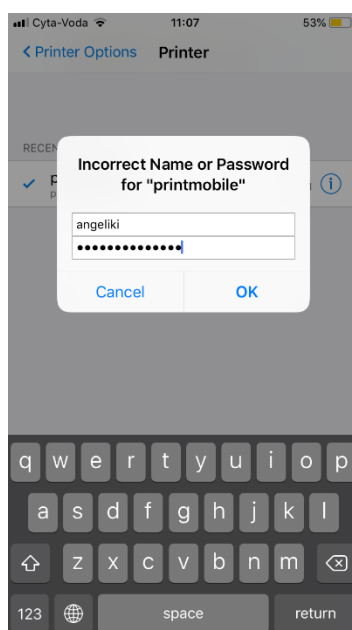 Cyta-Voda 11:07 53%
Printer Options Printer
RECEN
p
p
Incorrect Name or Password
for "printmobile"
angeliki
••••••••••••••
Cancel OK
q w e r t y u i o p
a s d f g h j k l
z x c v b n m
123 space return